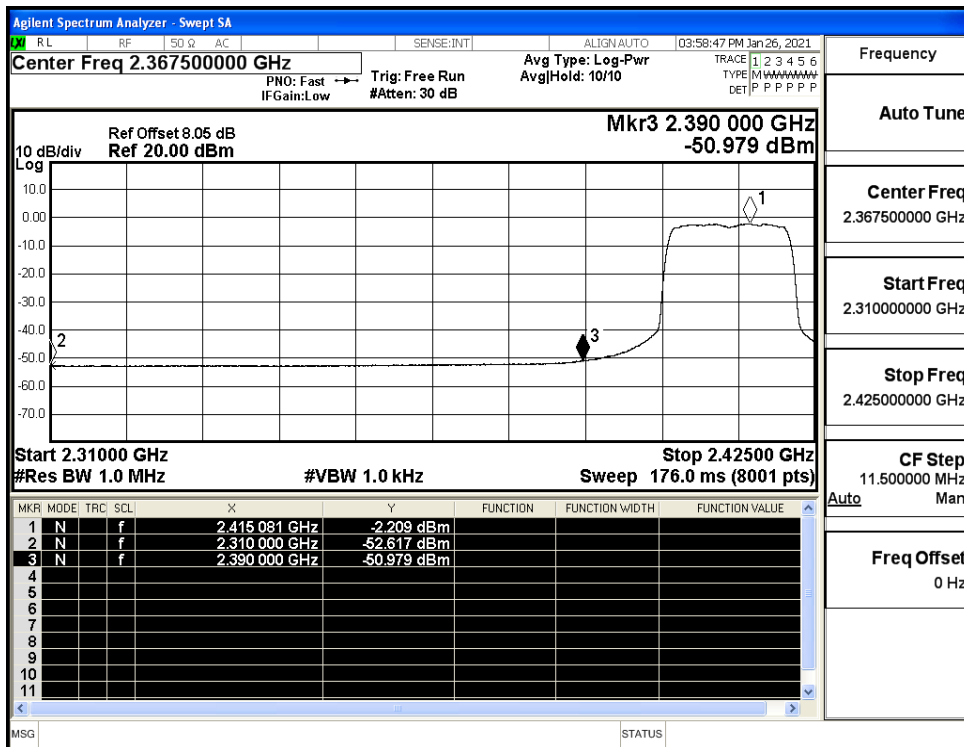 Agilent Spectrum Analyzer - Swept SA
LXI RL RF 50 Ω AC SENSE:INT ALIGN AUTO 03:58:47 PM Jan 26, 2021
Center Freq 2.367500000 GHz
PNO: Fast
IFGain:Low
Trig: Free Run
#Atten: 30 dB
Avg Type: Log-Pwr
Avg|Hold: 10/10
TRACE 1 2 3 4 5 6
TYPE M WWWWW
DET P P P P P P
Ref Offset 8.05 dB
10 dB/div Ref 20.00 dBm
Log
Mkr3 2.390 000 GHz
-50.979 dBm
10.0
0.00
-10.0
-20.0
-30.0
-40.0
-50.0
-60.0
-70.0
1
2
3
Start 2.31000 GHz Stop 2.42500 GHz
#Res BW 1.0 MHz #VBW 1.0 kHz Sweep 176.0 ms (8001 pts)
MKR MODE TRC SCL X Y FUNCTION FUNCTION WIDTH FUNCTION VALUE
1 N f 2.415 081 GHz -2.209 dBm
2 N f 2.310 000 GHz -52.617 dBm
3 N f 2.390 000 GHz -50.979 dBm
4
5
6
7
8
9
10
11
MSG STATUS
Frequency
Auto Tune
Center Freq
2.367500000 GHz
Start Freq
2.310000000 GHz
Stop Freq
2.425000000 GHz
CF Step
11.500000 MHz
Auto Man
Freq Offset
0 Hz